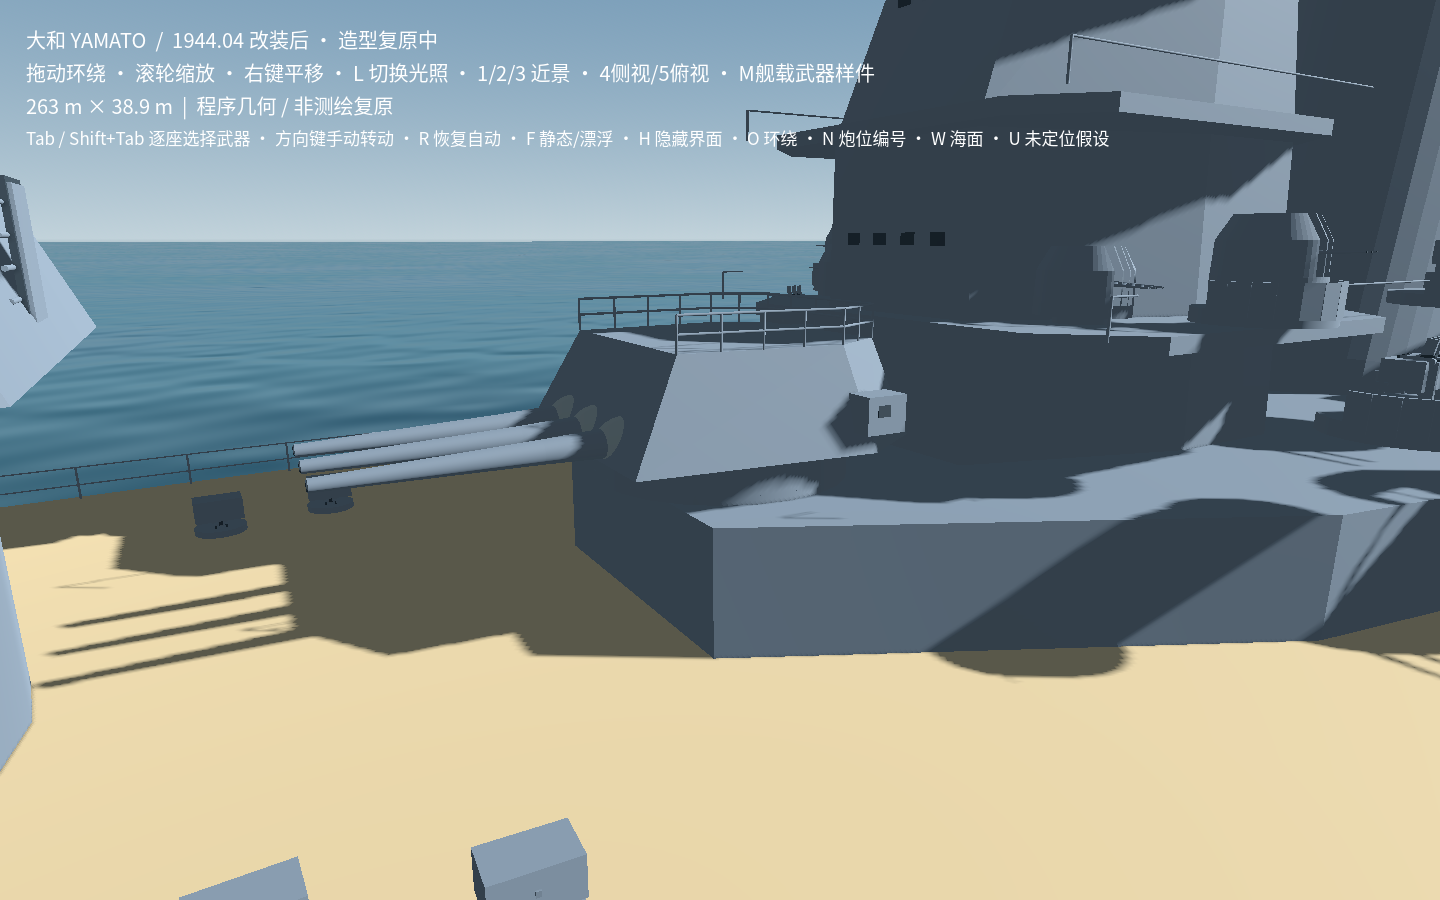 大和 YAMATO / 1944.04 改装后 · 造型复原中
拖动环绕 · 滚轮缩放 · 右键平移 · L 切换光照 · 1/2/3 近景 · 4侧视/5俯视 · M舰载武器样件
263 m × 38.9 m | 程序几何 / 非测绘复原
Tab / Shift+Tab 逐座选择武器 · 方向键手动转动 · R 恢复自动 · F 静态/漂浮 · H 隐藏界面 · O 环绕 · N 炮位编号 · W 海面 · U 未定位假设